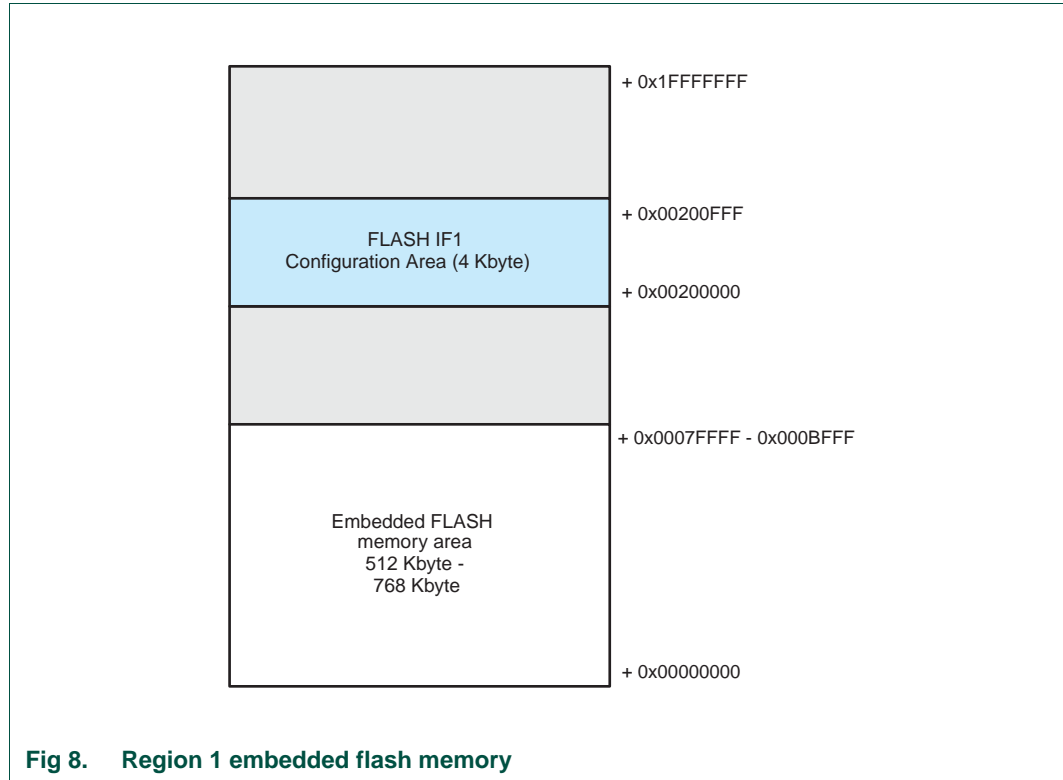 + 0x1FFFFFFF
+ 0x00200FFF
FLASH IF1
Configuration Area (4 Kbyte)
+ 0x00200000
+ 0x0007FFFF - 0x000BFFF
Embedded FLASH
memory area
512 Kbyte -
768 Kbyte
+ 0x00000000
Fig 8. Region 1 embedded flash memory